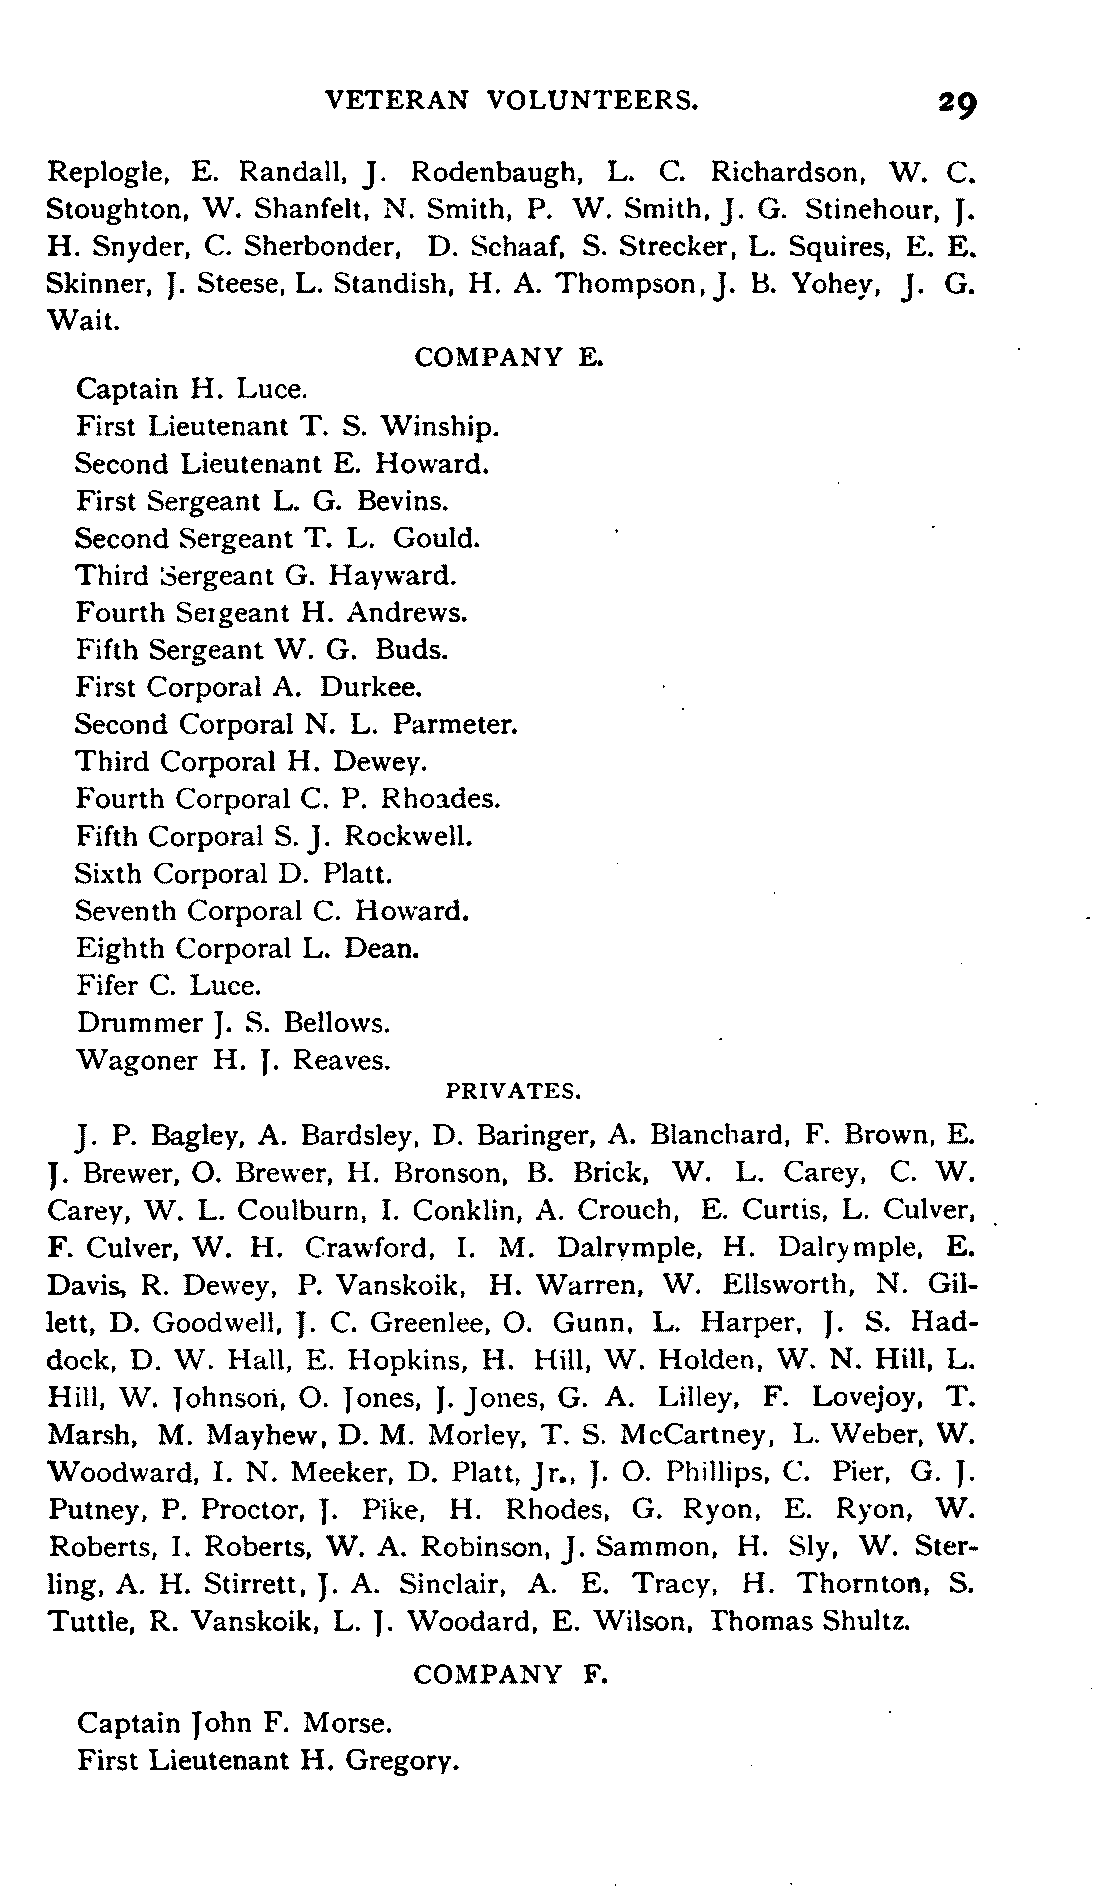 VETERAN VOLUNTEERS. 29
Replogle, E. Randall, J. Rodenbaugh, L. C. Richardson, W. C.
Stoughton, W. Shanfelt, N. Smith, P. W. Smith, J. G. Stinehour, J.
H. Snyder, C. Sherbonder, D. Schaaf, S. Strecker, L. Squires, E. E.
Skinner, J. Steese, L. Standish, H. A. Thompson, J. B. Yohey, J. G.
Wait.
COMPANY E.
Captain H. Luce.
First Lieutenant T. S. Winship.
Second Lieutenant E. Howard.
First Sergeant L. G. Bevins.
Second Sergeant T. L. Gould.
Third Sergeant G. Hayward.
Fourth Sergeant H. Andrews.
Fifth Sergeant W. G. Buds.
First Corporal A. Durkee.
Second Corporal N. L. Parmeter.
Third Corporal H. Dewey.
Fourth Corporal C. P. Rhoades.
Fifth Corporal S. J. Rockwell.
Sixth Corporal D. Platt.
Seventh Corporal C. Howard.
Eighth Corporal L. Dean.
Fifer C. Luce.
Drummer J. S. Bellows.
Wagoner H. J. Reaves.
PRIVATES.
J. P. Bagley, A. Bardsley, D. Baringer, A. Blanchard, F. Brown, E.
J. Brewer, O. Brewer, H. Bronson, B. Brick, W. L. Carey, C. W.
Carey, W. L. Coulburn, I. Conklin, A. Crouch, E. Curtis, L. Culver,
F. Culver, W. H. Crawford, I. M. Dalrymple, H. Dalrymple, E.
Davis, R. Dewey, P. Vanskoik, H. Warren, W. Ellsworth, N. Gil-
lett, D. Goodwell, J. C. Greenlee, O. Gunn, L. Harper, J. S. Had-
dock, D. W. Hall, E. Hopkins, H. Hill, W. Holden, W. N. Hill, L.
Hill, W. Johnson, O. Jones, J. Jones, G. A. Lilley, F. Lovejoy, T.
Marsh, M. Mayhew, D. M. Morley, T. S. McCartney, L. Weber, W.
Woodward, I. N. Meeker, D. Platt, Jr., J. O. Phillips, C. Pier, G. J.
Putney, P. Proctor, J. Pike, H. Rhodes, G. Ryon, E. Ryon, W.
Roberts, I. Roberts, W. A. Robinson, J. Sammon, H. Sly, W. Ster-
ling, A. H. Stirrett, J. A. Sinclair, A. E. Tracy, H. Thornton, S.
Tuttle, R. Vanskoik, L. J. Woodard, E. Wilson, Thomas Shultz.
COMPANY F.
Captain John F. Morse.
First Lieutenant H. Gregory.